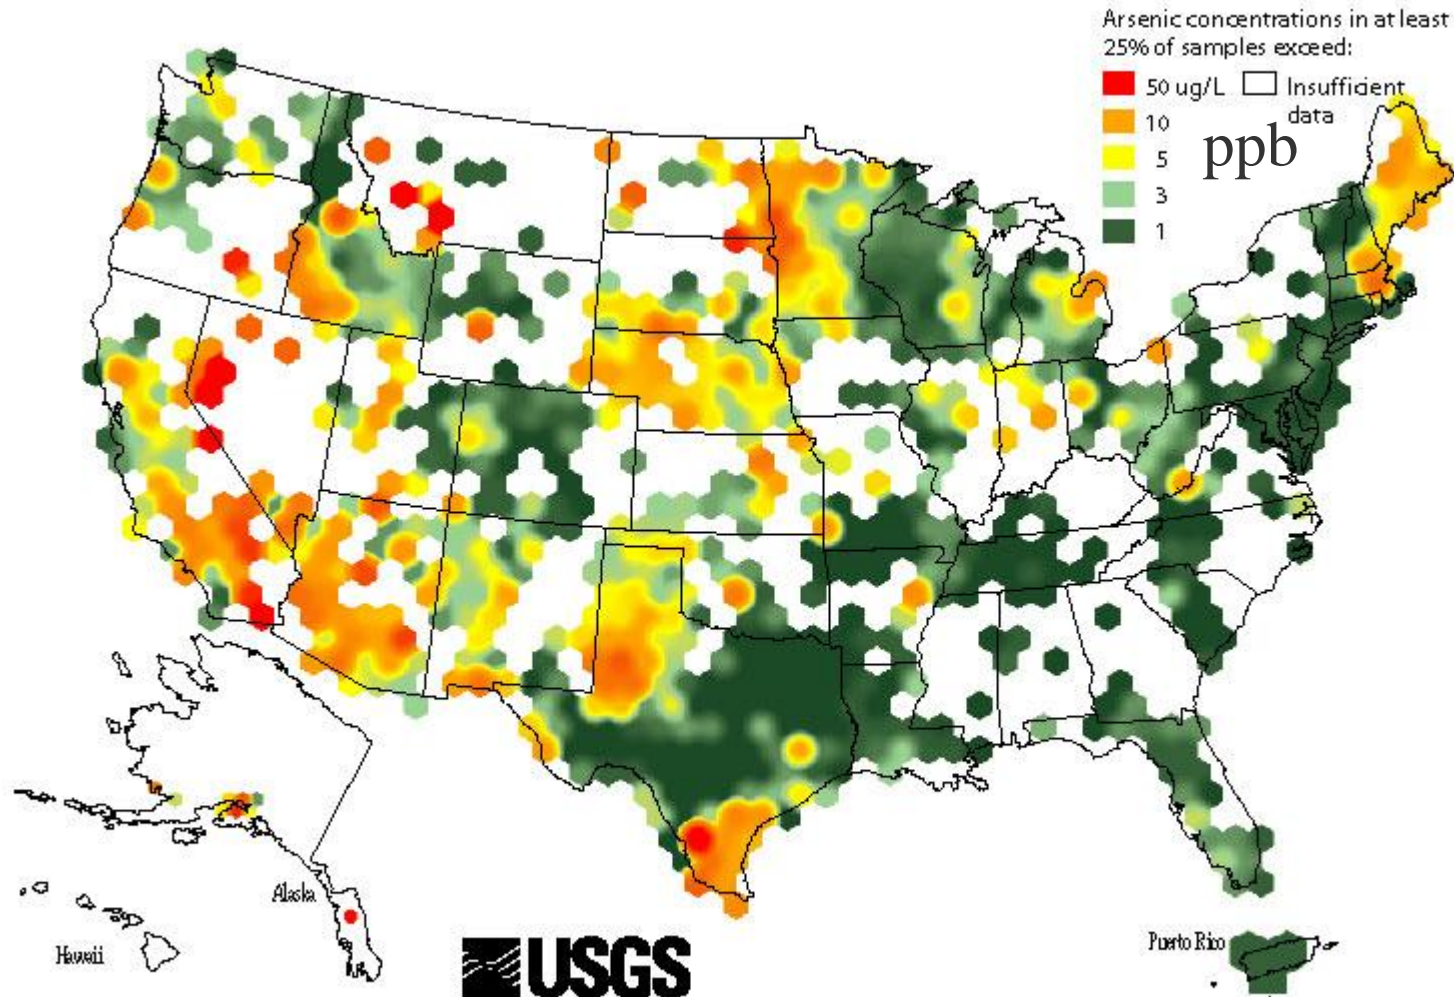 Arsenic concentrations in at least
25% of samples exceed:
50 ug/L Insufficient
data
10
ppb
5
3
1
Alaska
Hawaii
USGS
Puerto Rico